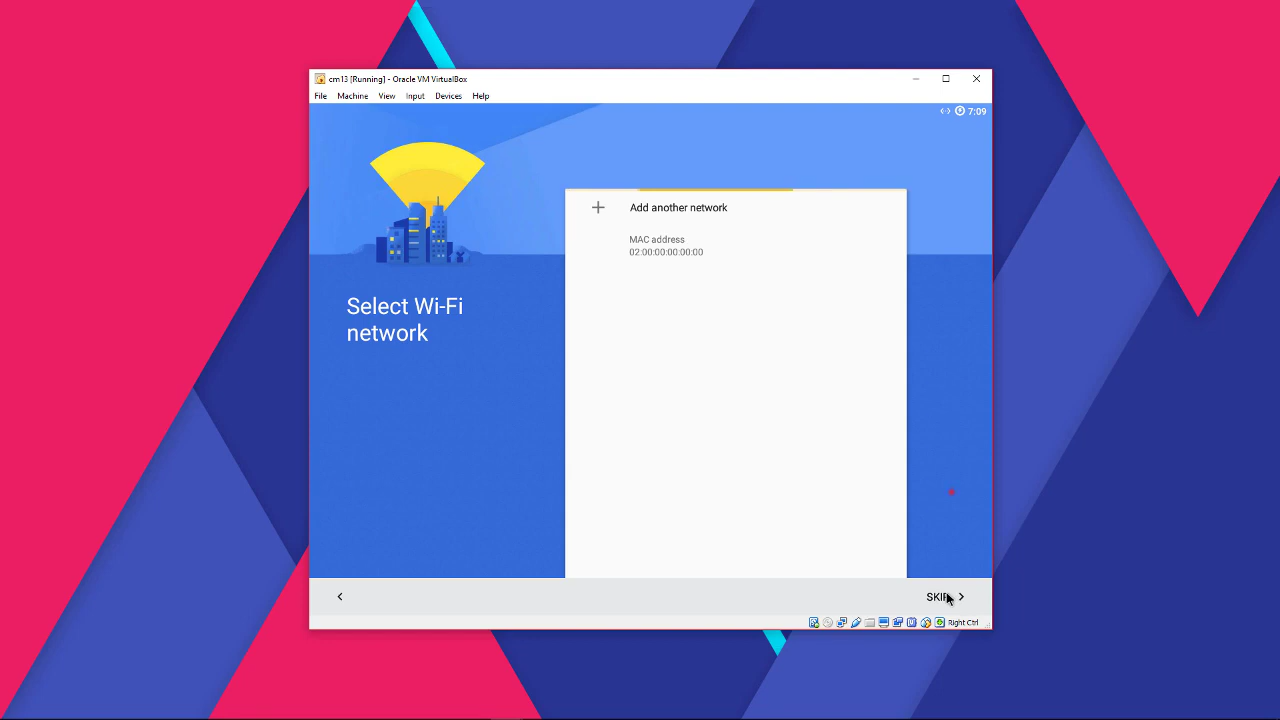 cm13 [Running] - Oracle VM VirtualBox
File Machine View Input Devices Help
7:09
Add another network
MAC address
02:00:00:00:00:00
Select Wi-Fi
network
SKIP
Right Ctrl